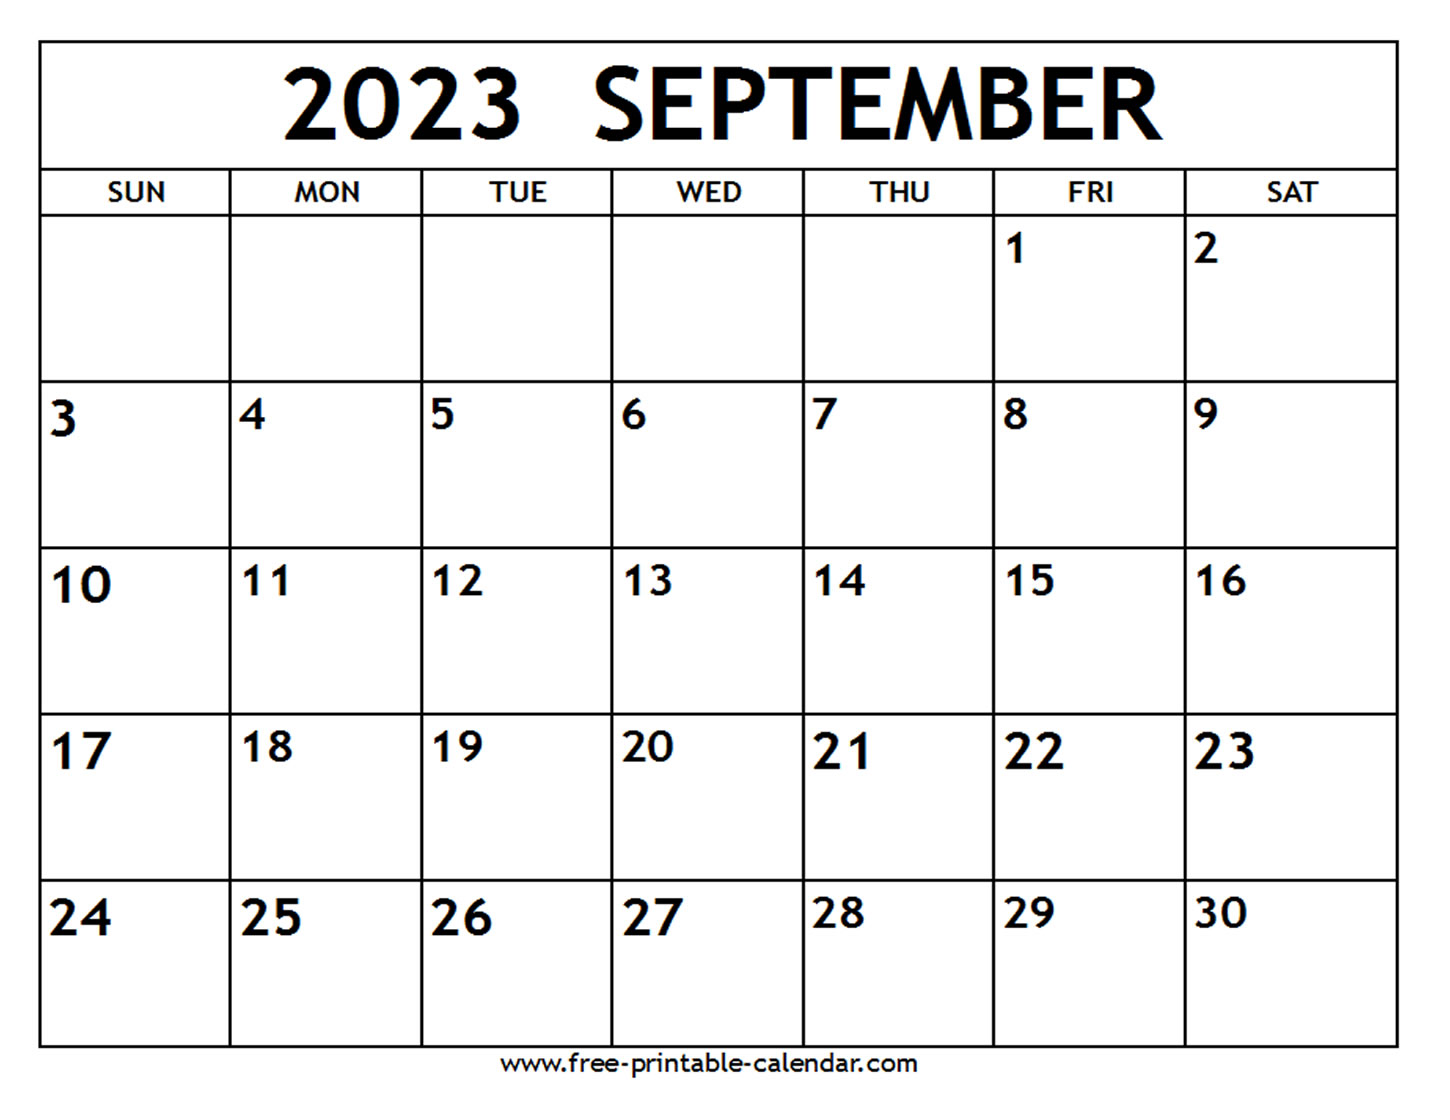 2023 SEPTEMBER
SUN MON TUE WED THU FRI SAT
1 2
3 4 5 6 7 8 9
10 11 12 13 14 15 16
17 18 19 20 21 22 23
24 25 26 27 28 29 30
www.free-printable-calendar.com